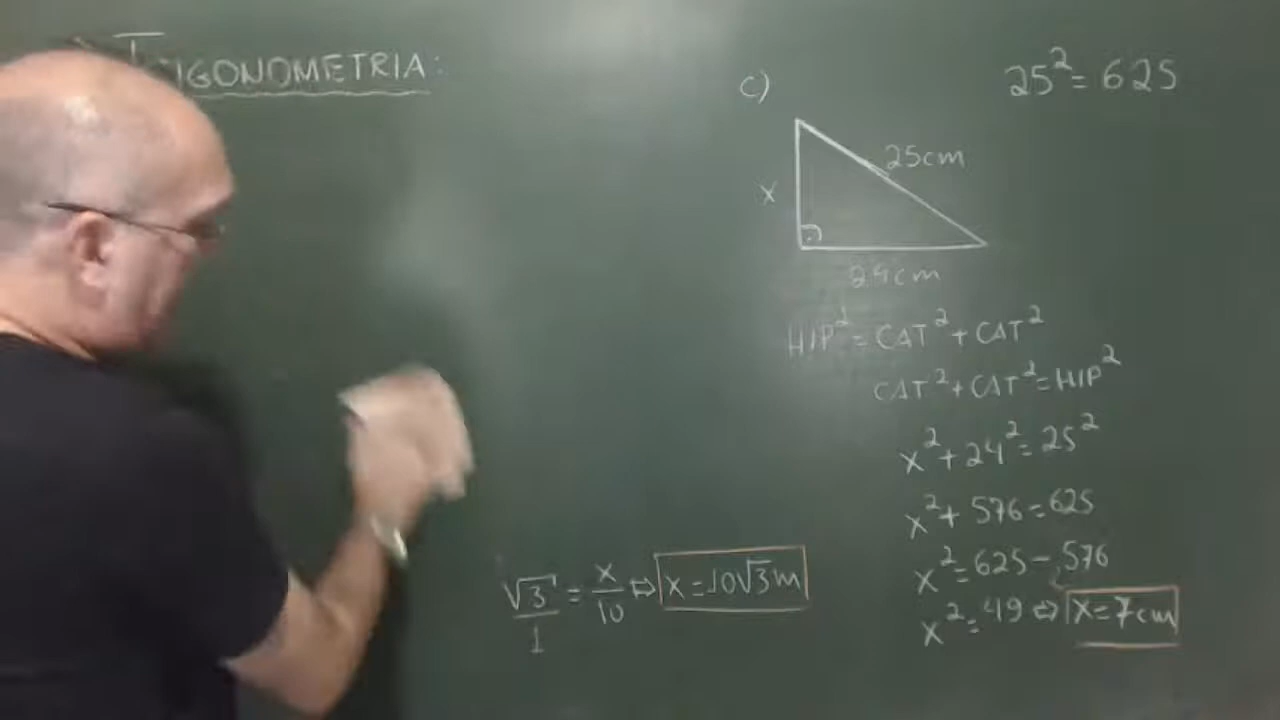 TRIGONOMETRIA:
√3/1 = x/10 ⇨ x=10√3m
c)
25² = 625
25cm
x
24cm
HIP² = CAT² + CAT²
CAT² + CAT² = HIP²
x² + 24² = 25²
x² + 576 = 625
x² = 625 - 576
x² = 49 ⇨ x = 7cm